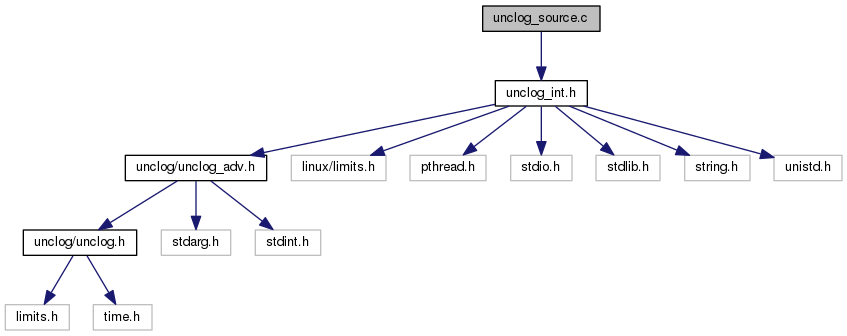 unclog_source.c
unclog_int.h
unclog/unclog_adv.h
linux/limits.h
pthread.h
stdio.h
stdlib.h
string.h
unistd.h
unclog/unclog.h
stdarg.h
stdint.h
limits.h
time.h